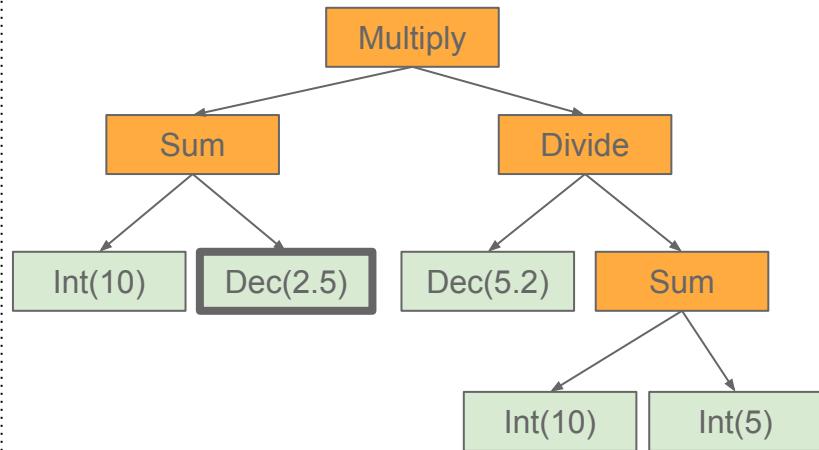 Multiply
Sum
Divide
Int(10)
Dec(2.5)
Dec(5.2)
Sum
Int(10)
Int(5)